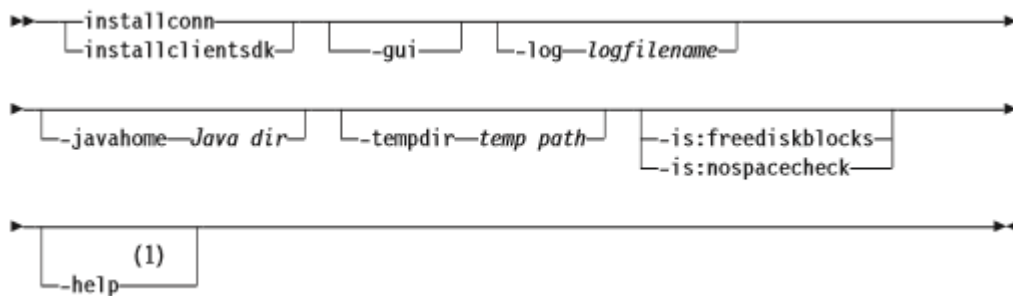 installconn
installclientsdk
-gui
-log logfilename
-javahome Java dir
-tempdir temp path
-is:freediskblocks
-is:nospacecheck
(1)
-help